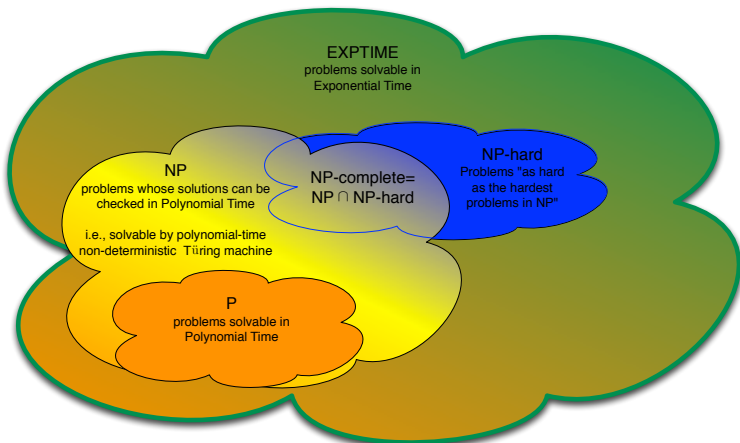 EXPTIME
problems solvable in
Exponential Time
NP
problems whose solutions can be
checked in Polynomial Time
i.e., solvable by polynomial-time
non-deterministic Türing machine
NP-complete=
NP ∩ NP-hard
NP-hard
Problems "as hard
as the hardest
problems in NP"
P
problems solvable in
Polynomial Time